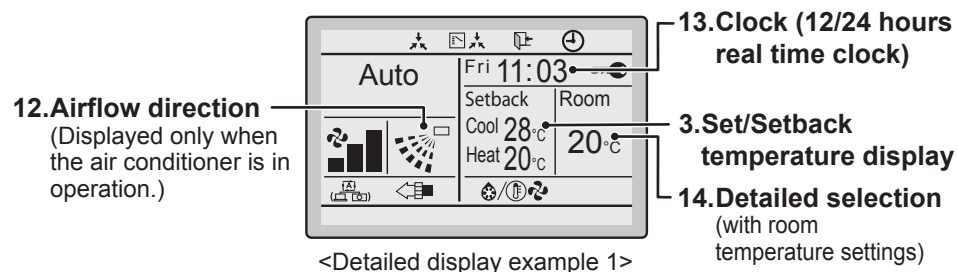 13.Clock (12/24 hours
real time clock)
Auto
Fri 11:03
12.Airflow direction
(Displayed only when
the air conditioner is in
operation.)
Setback
Room
Cool 28°C
Heat 20°C
20°C
3.Set/Setback
temperature display
14.Detailed selection
(with room
temperature settings)
<Detailed display example 1>